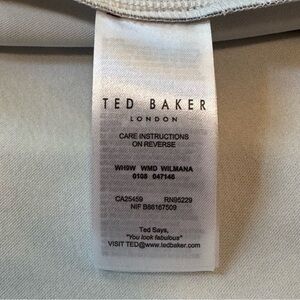 TED BAKER
LONDON
CARE INSTRUCTIONS
ON REVERSE
WH9W WMD WILMANA
0108 047146
CA25459 RN95229
NIF B86167509
Ted Says,
"You look fabulous"
VISIT TED@www.tedbaker.com